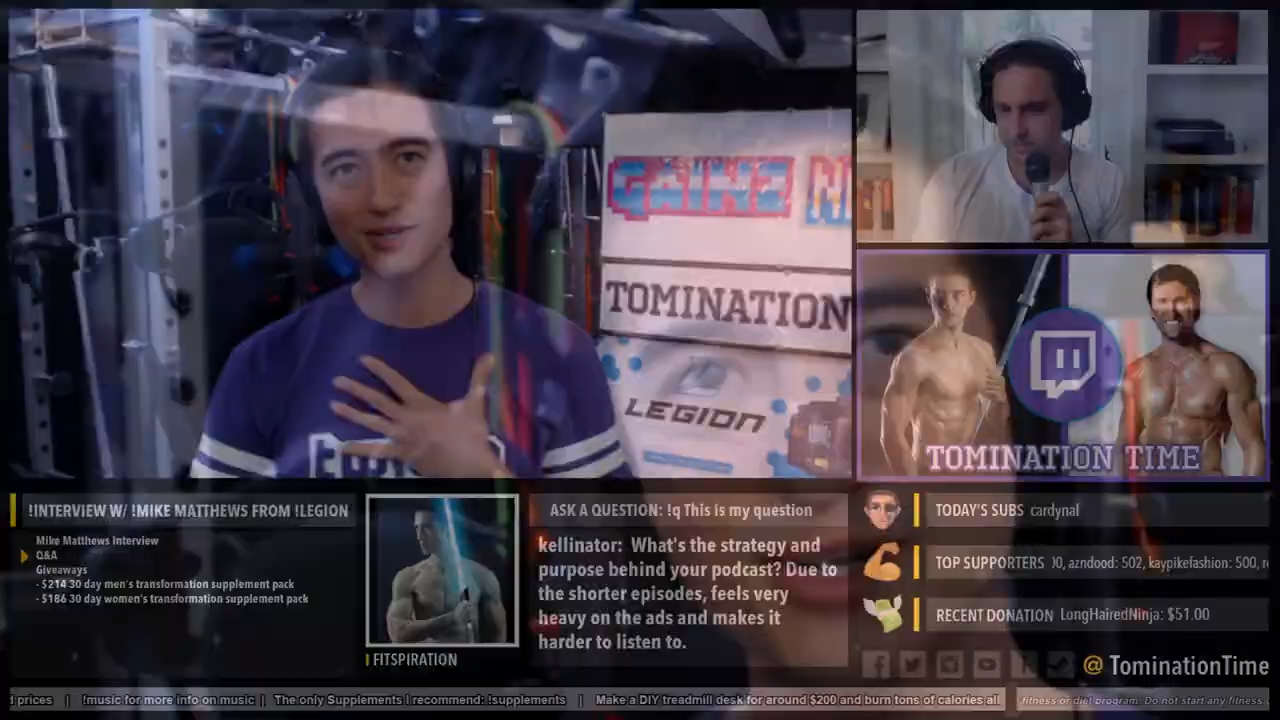 GAINZ
TOMINATION
LEGION
TOMINATION TIME
!INTERVIEW W/ !MIKE MATTHEWS FROM !LEGION
Mike Matthews Interview
Q&A
Giveaways
- $214 30 day men's transformation supplement pack
- $186 30 day women's transformation supplement pack
FITSPIRATION
ASK A QUESTION: !q This is my question
kellinator: What's the strategy and
purpose behind your podcast? Due to
the shorter episodes, feels very
heavy on the ads and makes it
harder to listen to.
TODAY'S SUBS cardynal
TOP SUPPORTERS 10, azndood: 502, kaypikefashion: 500, r
RECENT DONATION LongHairedNinja: $51.00
@ TominationTime
prices | !music for more info on music | The only Supplements I recommend: !supplements | Make a DIY treadmill desk for around $200 and burn tons of calories all
fitness or diet program. Do not start any fitness